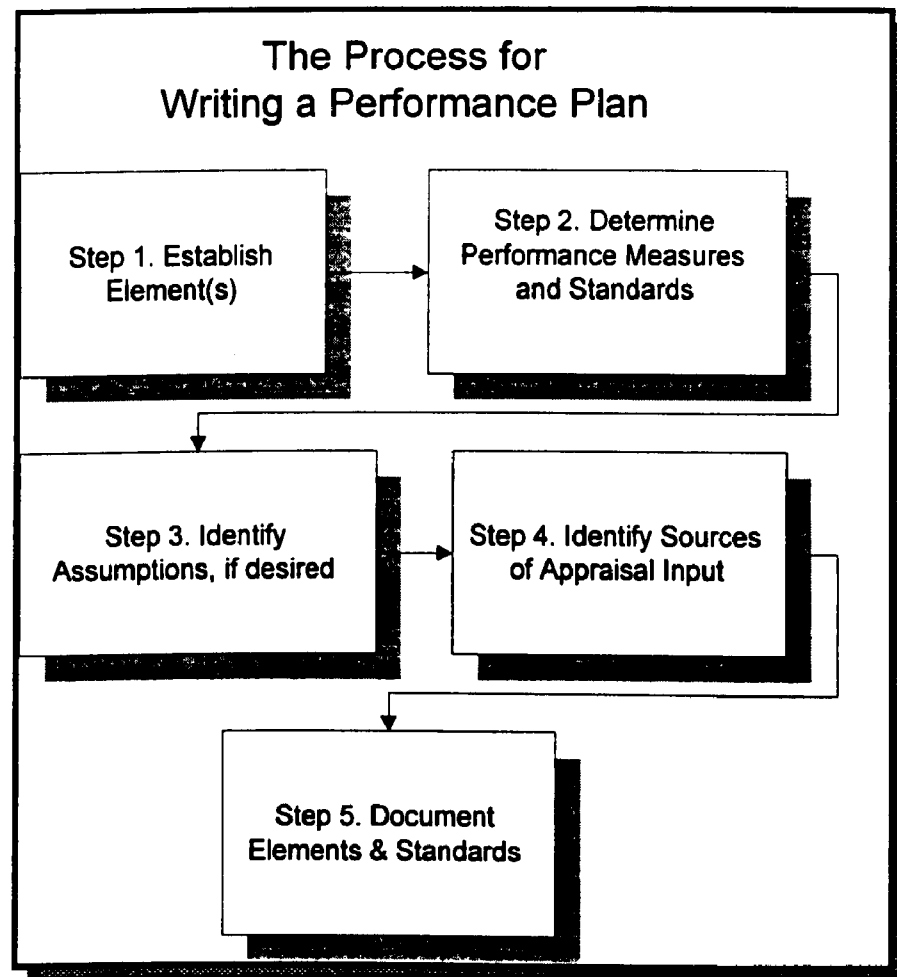 The Process for
Writing a Performance Plan
Step 1. Establish
Element(s)
Step 2. Determine
Performance Measures
and Standards
Step 3. Identify
Assumptions, if desired
Step 4. Identify Sources
of Appraisal Input
Step 5. Document
Elements & Standards